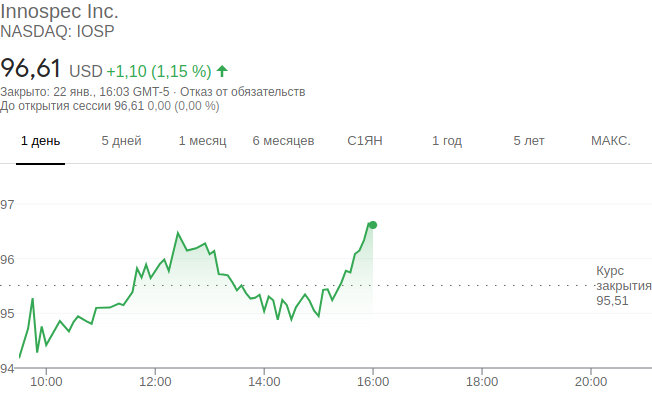 Innospec Inc.
NASDAQ: IOSP
96,61 USD +1,10 (1,15 %)
Закрыто: 22 янв., 16:03 GMT-5 · Отказ от обязательств
До открытия сессии 96,61 0,00 (0,00 %)
1 день 5 дней 1 месяц 6 месяцев С1ЯН 1 год 5 лет МАКС.
97
96
95
94
Курс
закрытия
95,51
10:00 12:00 14:00 16:00 18:00 20:00